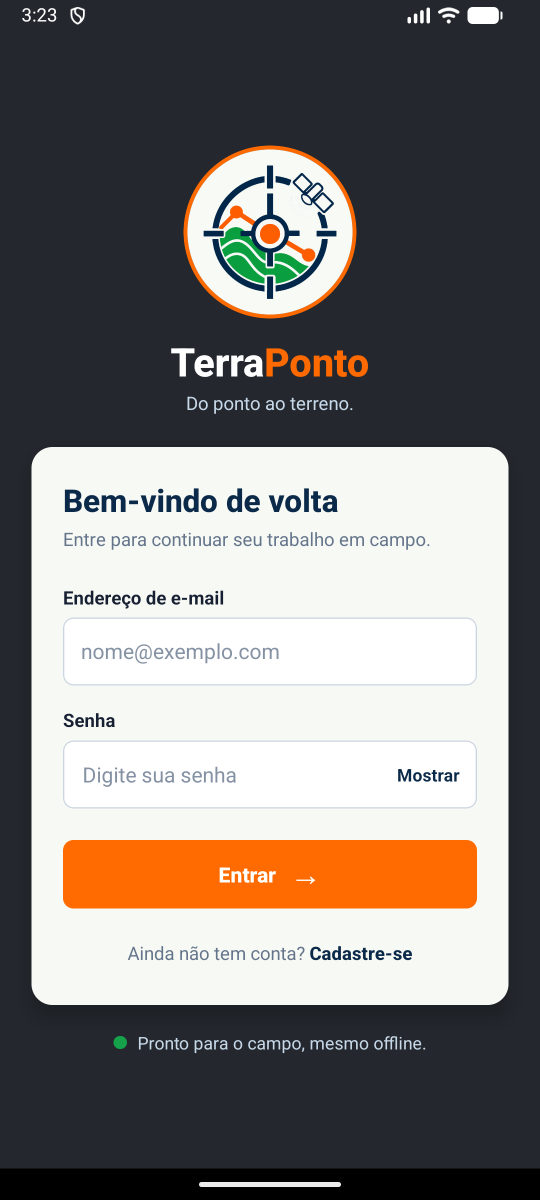 3:23
TerraPonto
Do ponto ao terreno.
Bem-vindo de volta
Entre para continuar seu trabalho em campo.
Endereço de e-mail
nome@exemplo.com
Senha
Digite sua senha Mostrar
Entrar →
Ainda não tem conta? Cadastre-se
Pronto para o campo, mesmo offline.